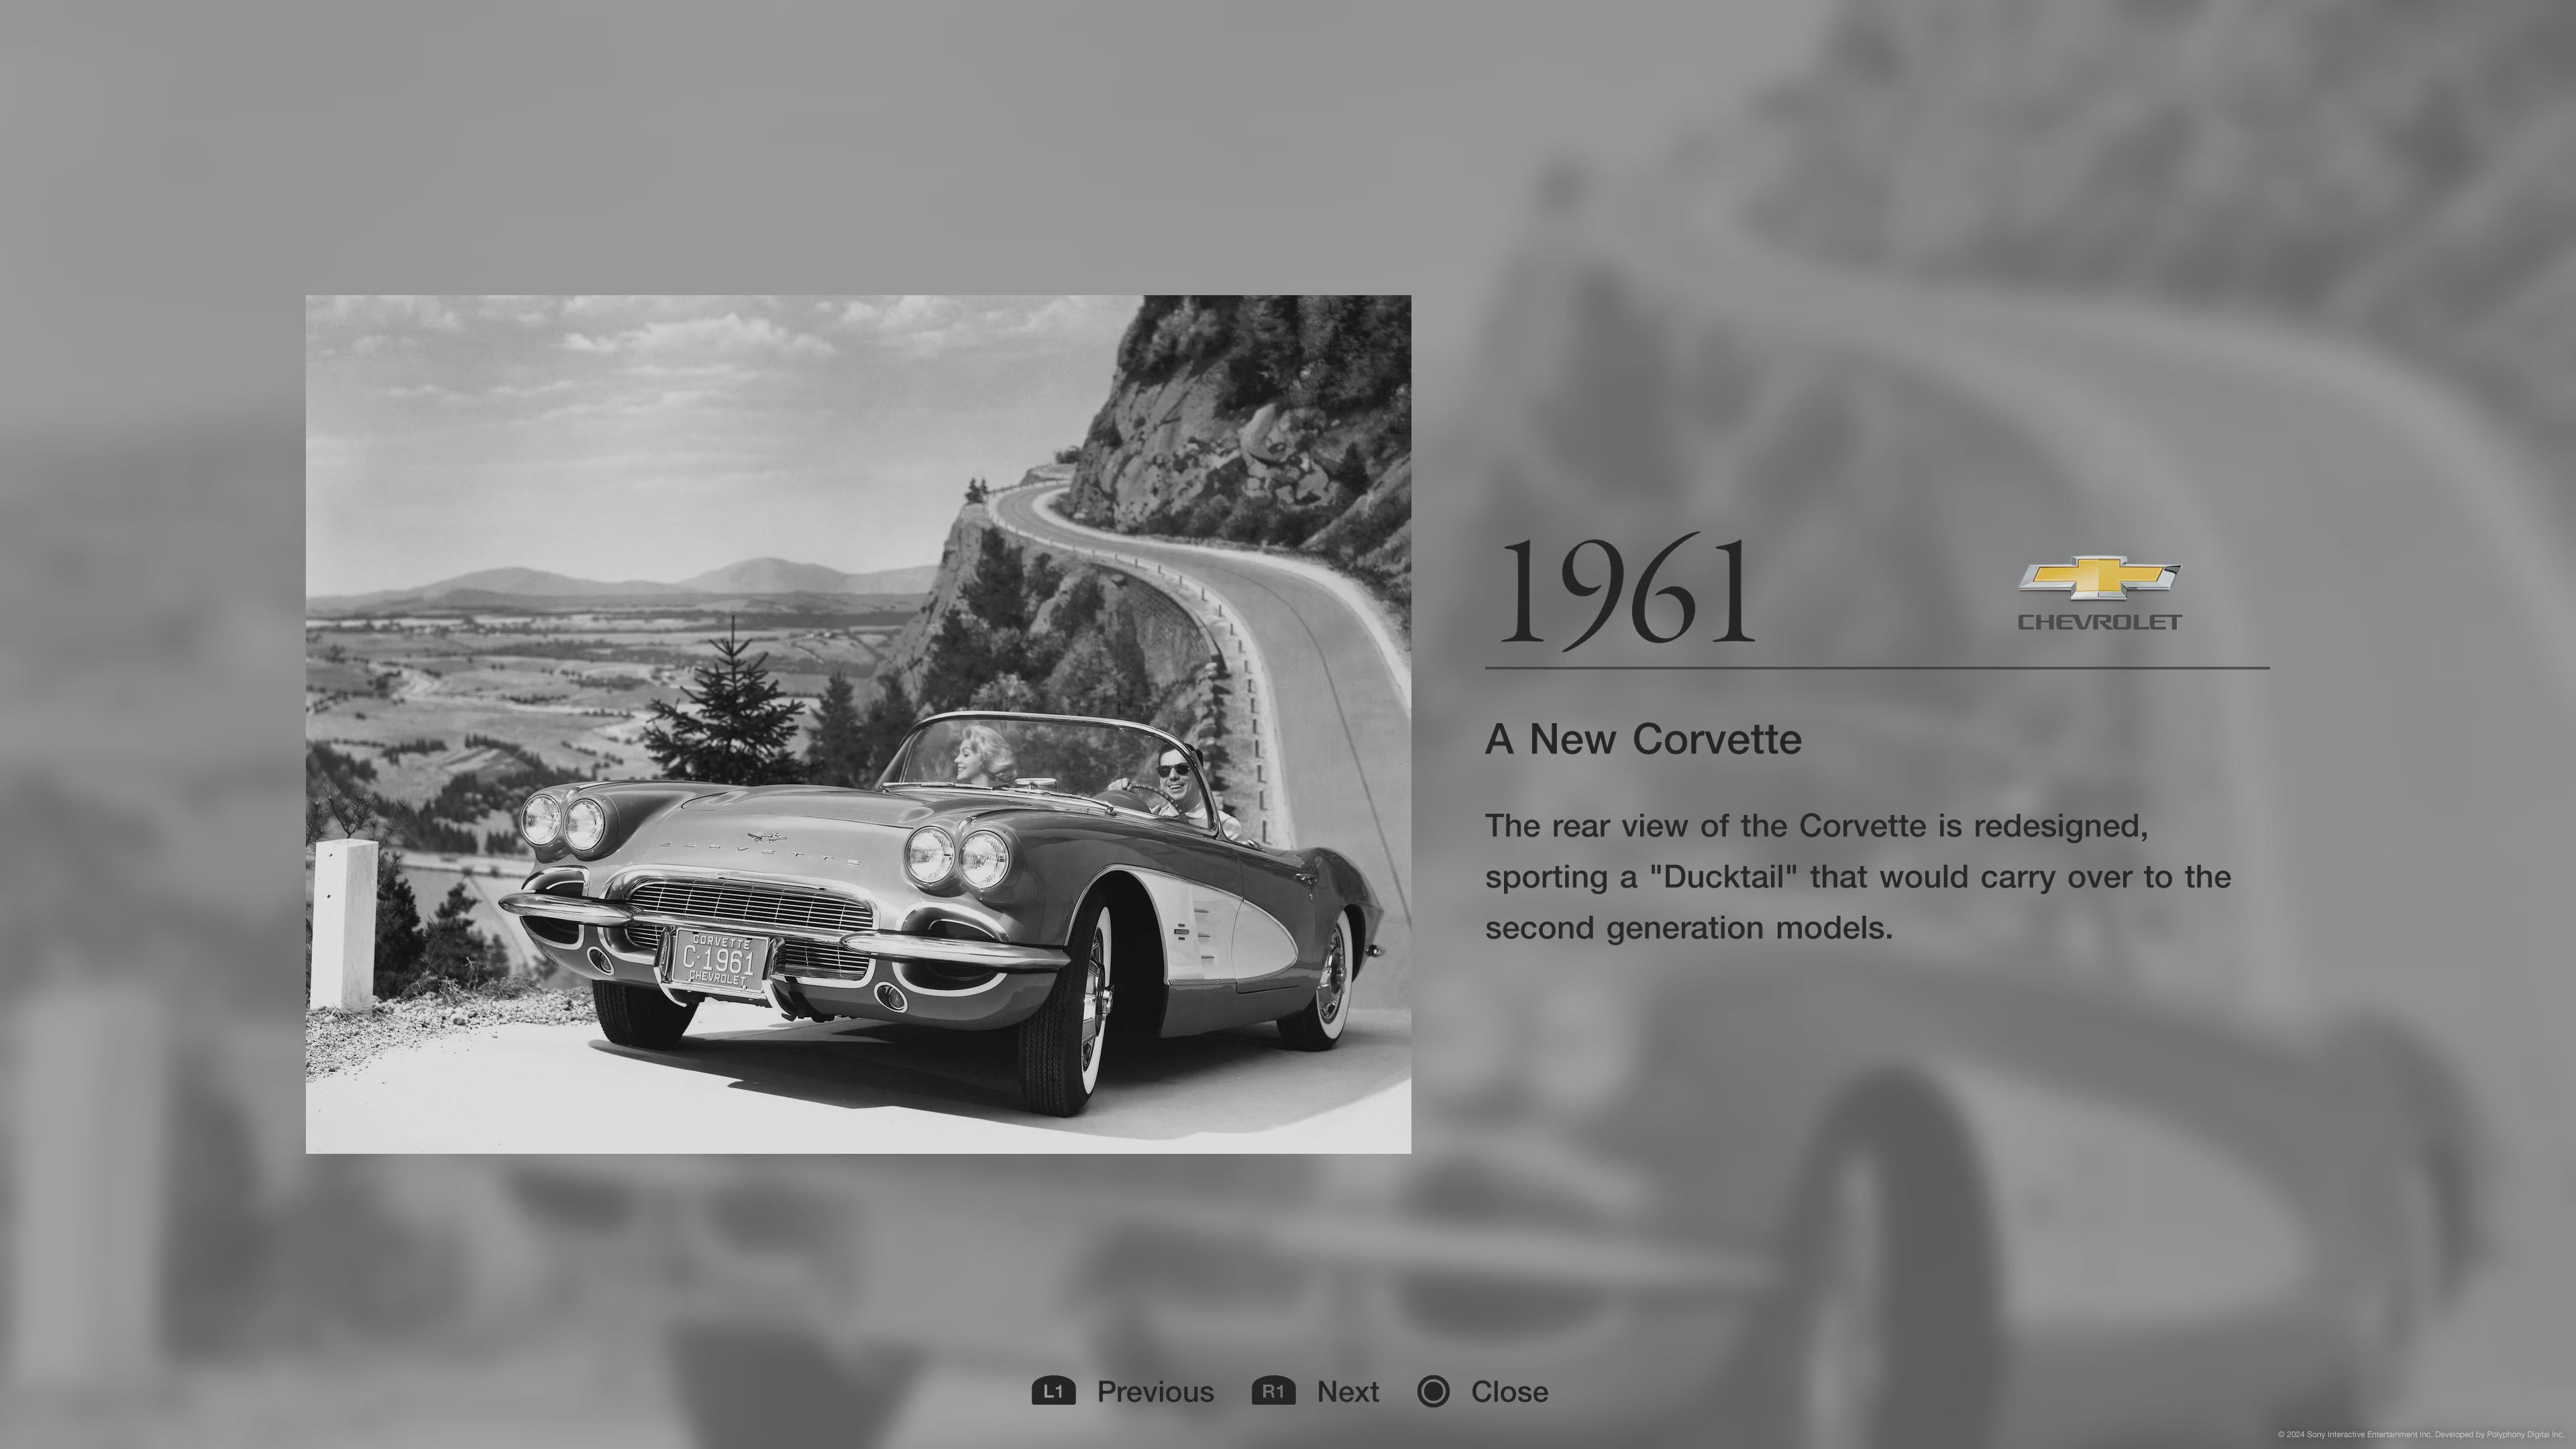 1961
CHEVROLET
A New Corvette
The rear view of the Corvette is redesigned,
sporting a "Ducktail" that would carry over to the
second generation models.
CORVETTE
CORVETTE
C-1961
CHEVROLET
L1 Previous R1 Next Close
© 2024 Sony Interactive Entertainment Inc. Developed by Polyphony Digital Inc.